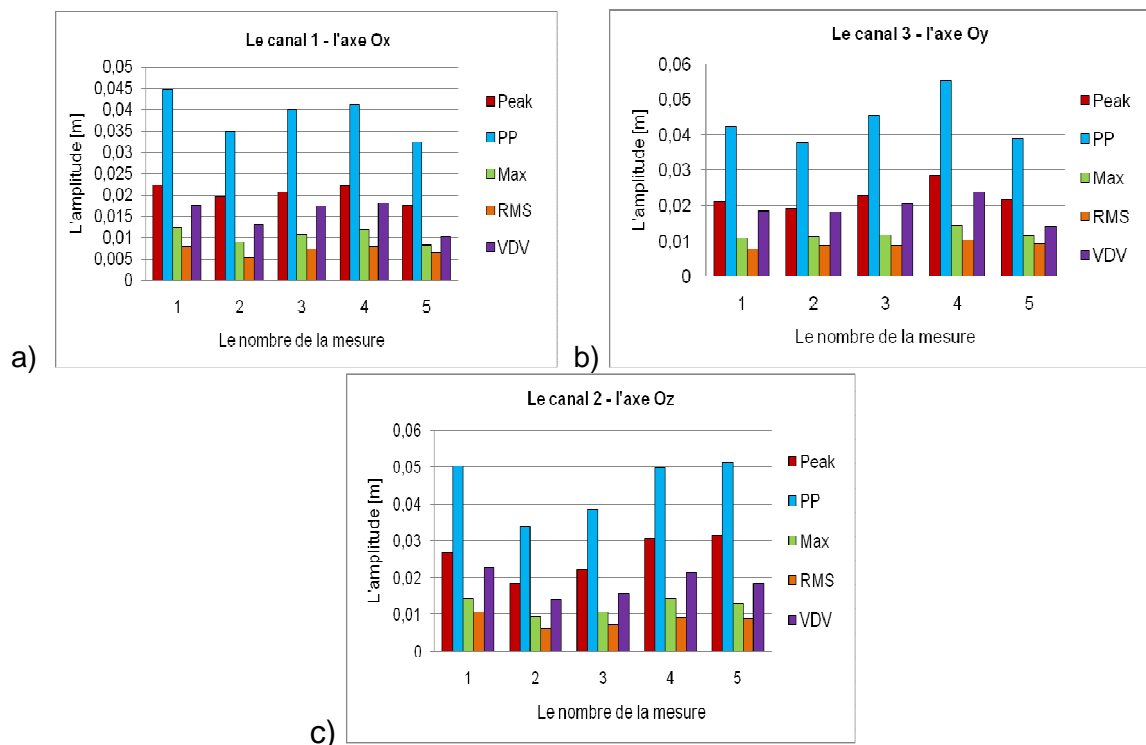 Le canal 1 - l'axe Ox
L'amplitude [m]
0,05
0,045
0,04
0,035
0,03
0,025
0,02
0,015
0,01
0,005
0
1 2 3 4 5
Le nombre de la mesure
Peak
PP
Max
RMS
VDV
a)
Le canal 3 - l'axe Oy
L'amplitude [m]
0,06
0,05
0,04
0,03
0,02
0,01
0
1 2 3 4 5
Le nombre de la mesure
Peak
PP
Max
RMS
VDV
b)
Le canal 2 - l'axe Oz
L'amplitude [m]
0,06
0,05
0,04
0,03
0,02
0,01
0
1 2 3 4 5
Le nombre de la mesure
Peak
PP
Max
RMS
VDV
c)